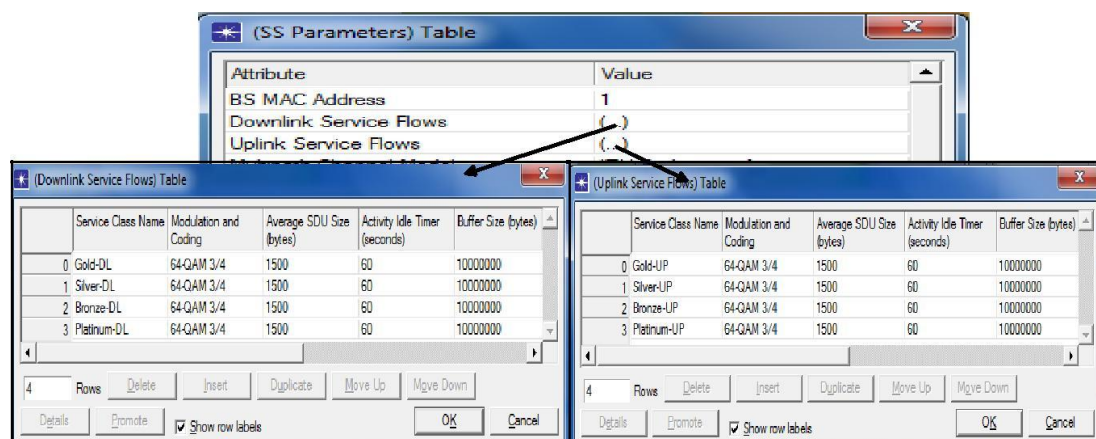 (SS Parameters) Table
Attribute Value
BS MAC Address 1
Downlink Service Flows (...)
Uplink Service Flows (...)
(Downlink Service Flows) Table
Service Class Name Modulation and Coding Average SDU Size (bytes) Activity Idle Timer (seconds) Buffer Size (bytes)
0 Gold-DL 64-QAM 3/4 1500 60 10000000
1 Silver-DL 64-QAM 3/4 1500 60 10000000
2 Bronze-DL 64-QAM 3/4 1500 60 10000000
3 Platinum-DL 64-QAM 3/4 1500 60 10000000
4 Rows Delete Insert Duplicate Move Up Move Down
Details Promote Show row labels OK Cancel
(Uplink Service Flows) Table
Service Class Name Modulation and Coding Average SDU Size (bytes) Activity Idle Timer (seconds) Buffer Size (bytes)
0 Gold-UP 64-QAM 3/4 1500 60 10000000
1 Silver-UP 64-QAM 3/4 1500 60 10000000
2 Bronze-UP 64-QAM 3/4 1500 60 10000000
3 Platinum-UP 64-QAM 3/4 1500 60 10000000
4 Rows Delete Insert Duplicate Move Up Move Down
Details Promote Show row labels OK Cancel